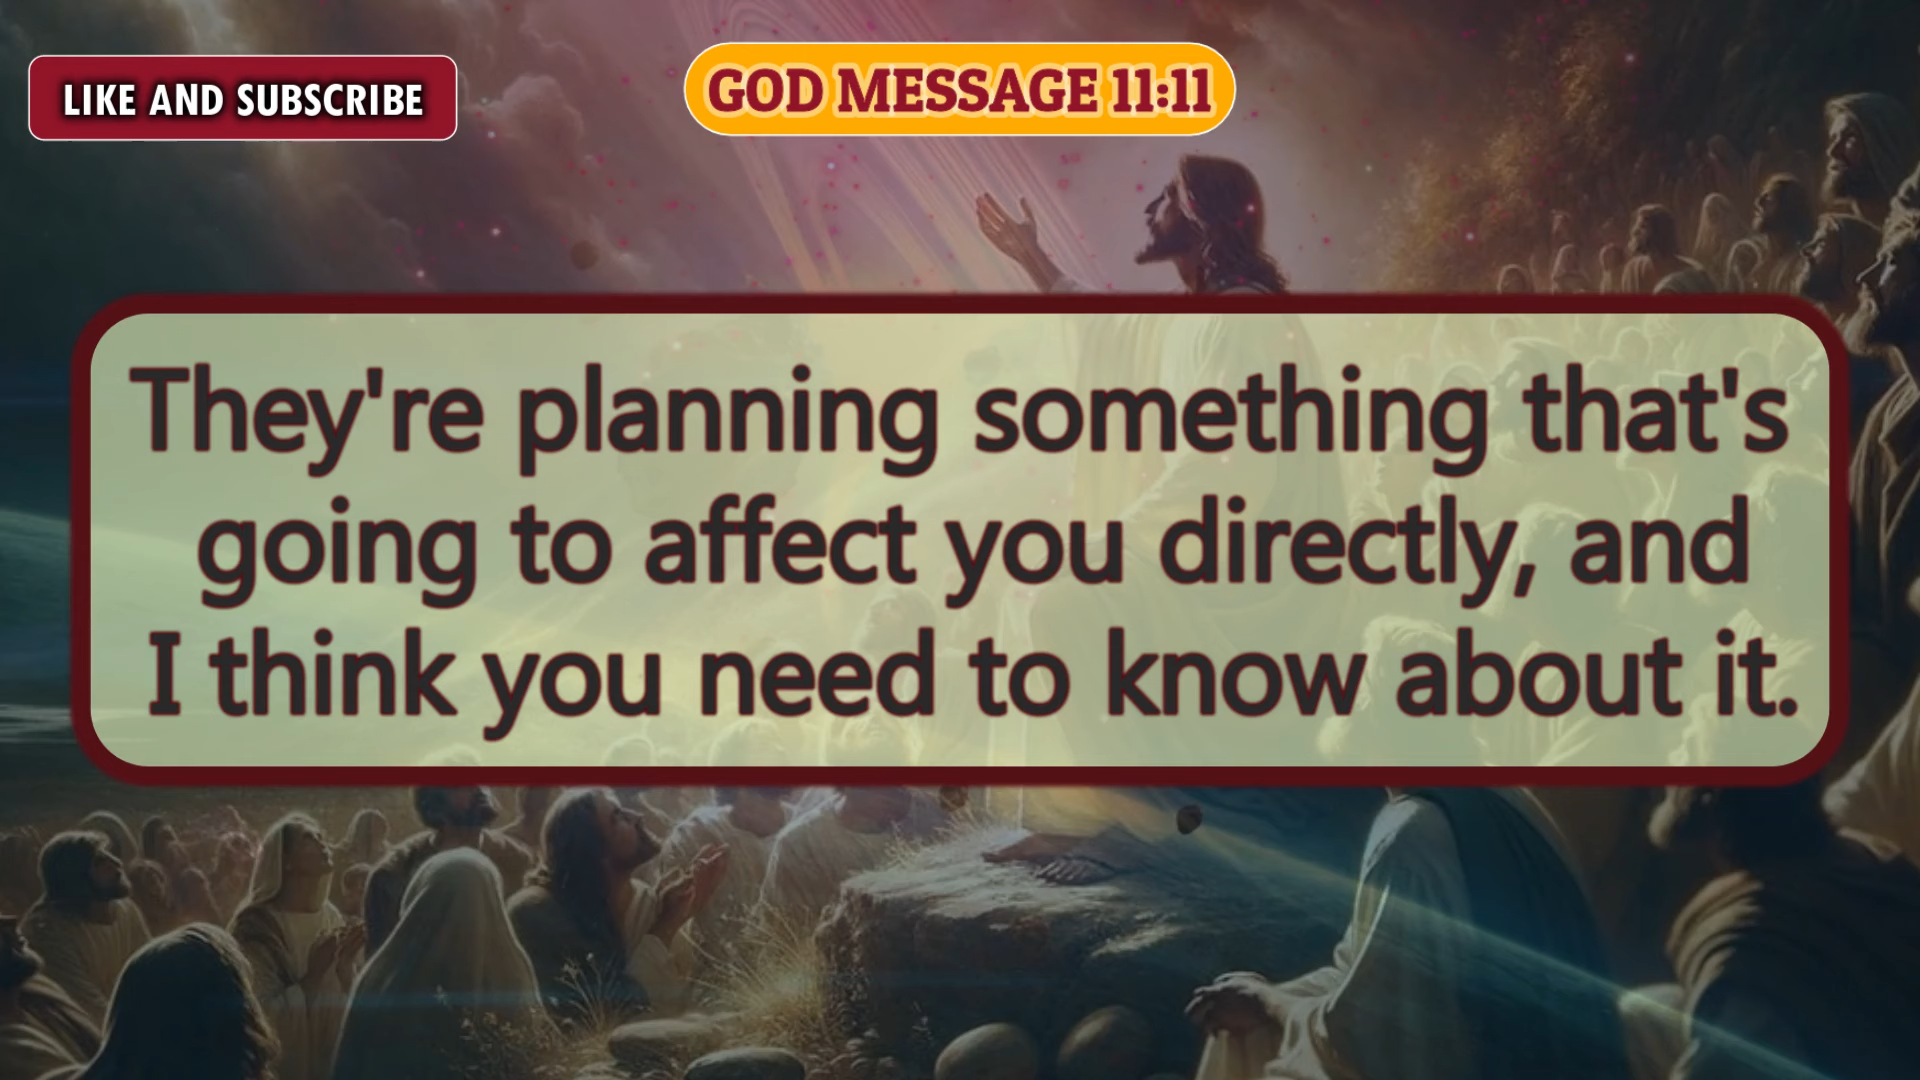 LIKE AND SUBSCRIBE
GOD MESSAGE 11:11
They're planning something that's
going to affect you directly, and
I think you need to know about it.